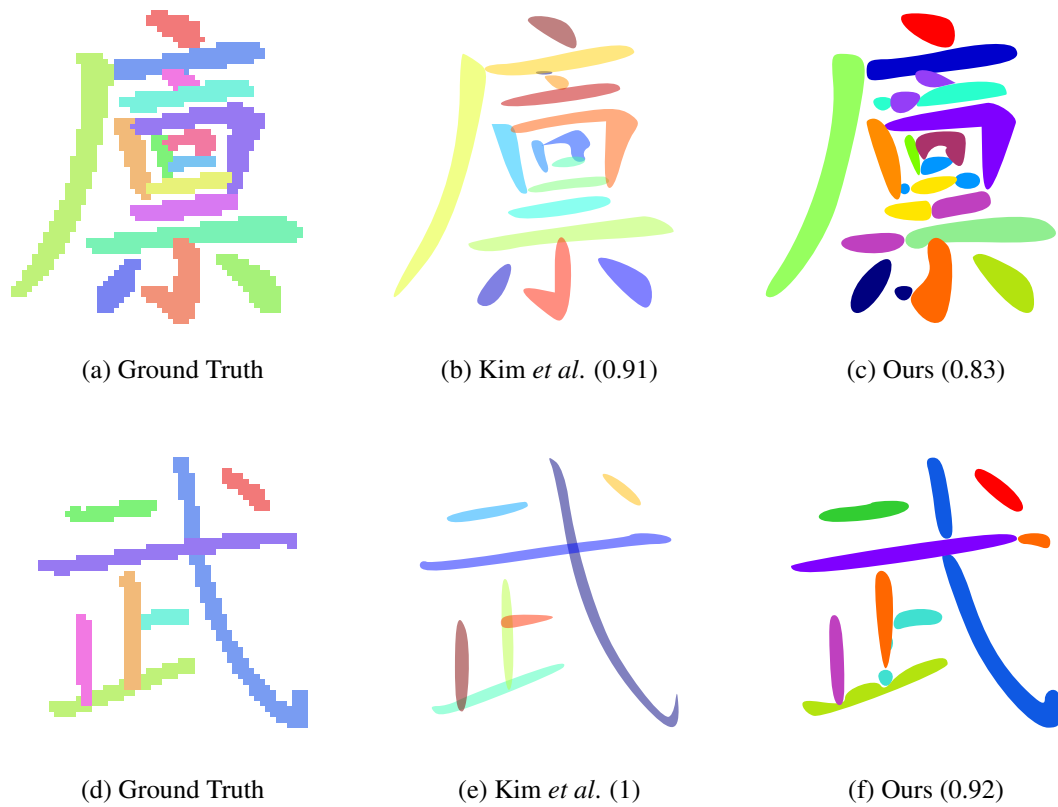 廪 廪 廪
(a) Ground Truth (b) Kim et al. (0.91) (c) Ours (0.83)
武 武 武
(d) Ground Truth (e) Kim et al. (1) (f) Ours (0.92)